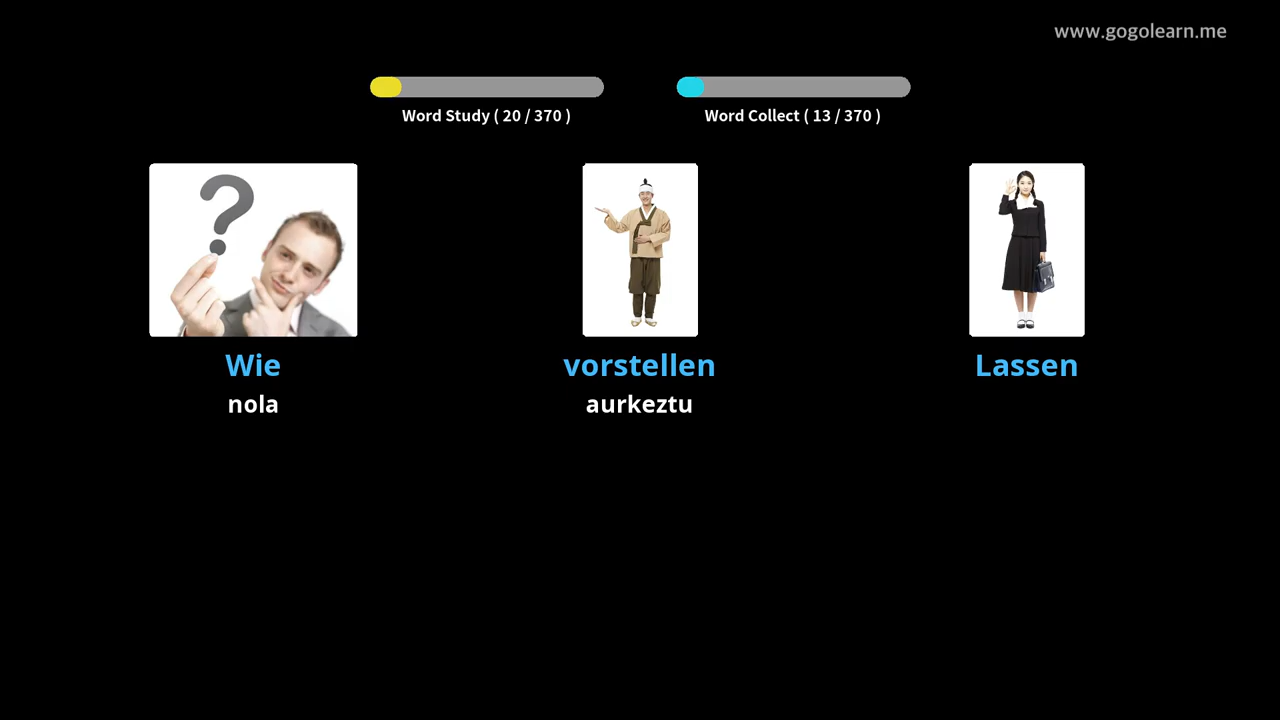 www.gogolearn.me
Word Study ( 20 / 370 )
Word Collect ( 13 / 370 )
Wie
vorstellen
Lassen
nola
aurkeztu